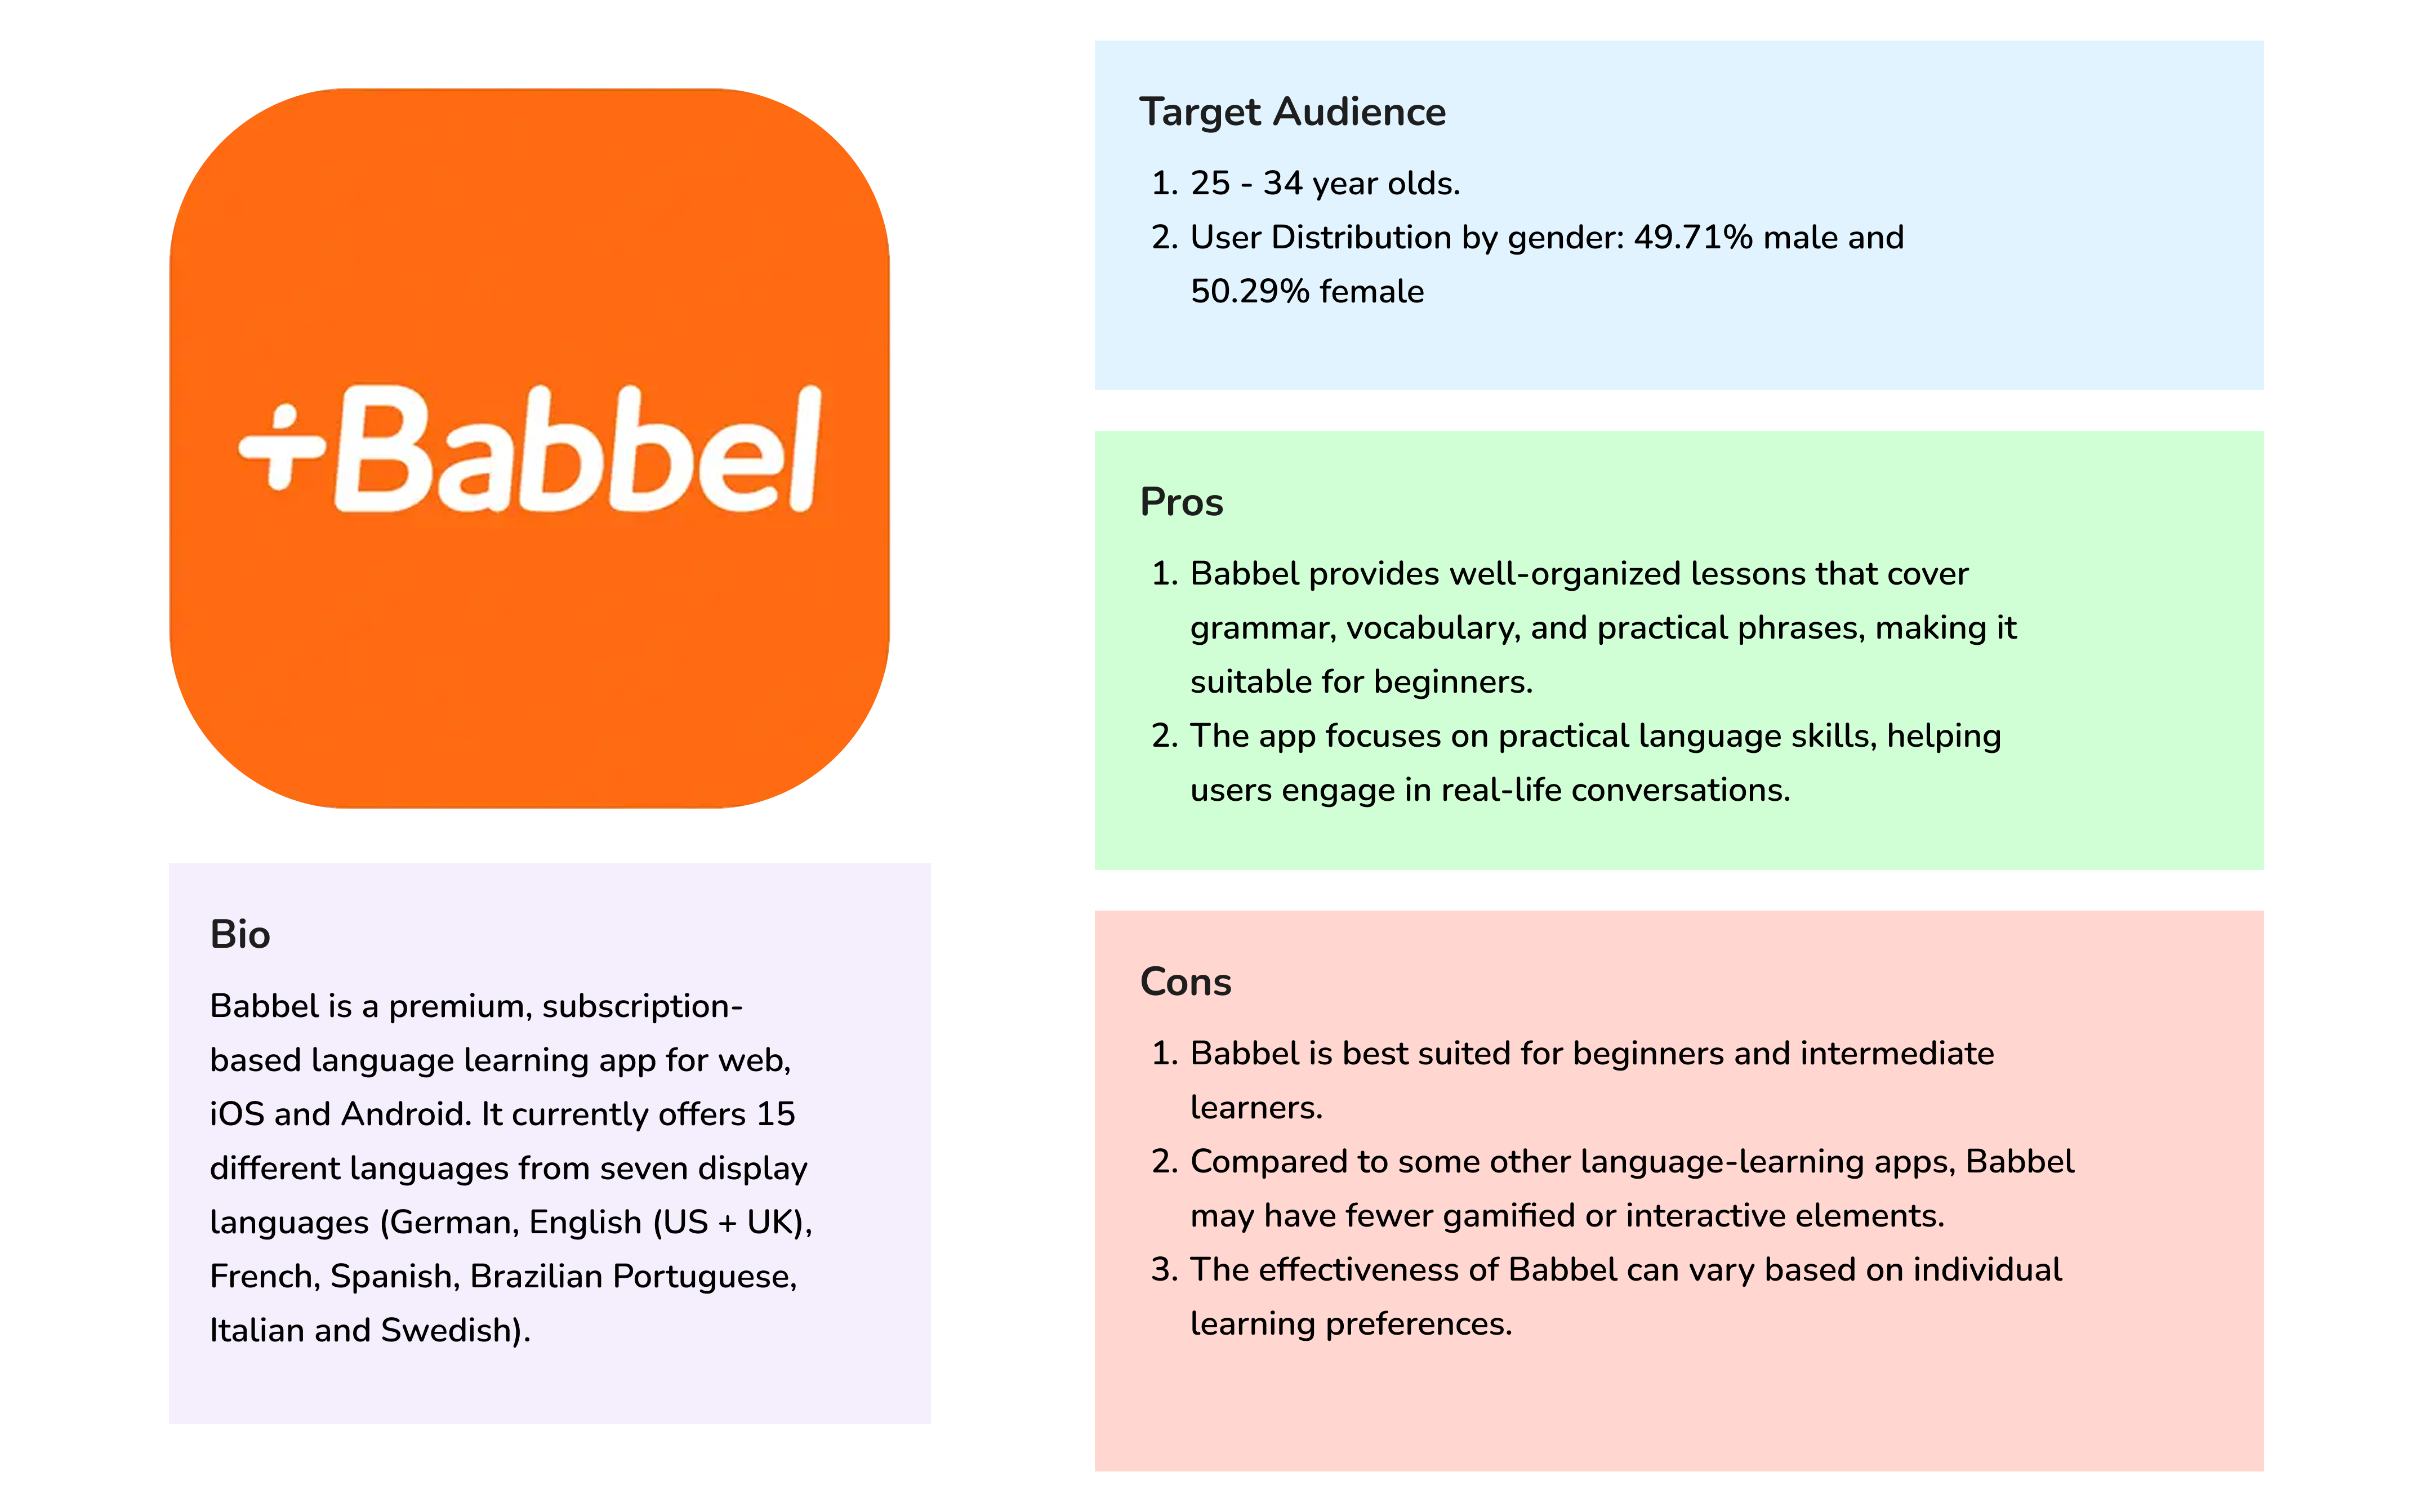 +Babbel
Bio
Babbel is a premium, subscription-
based language learning app for web,
iOS and Android. It currently offers 15
different languages from seven display
languages (German, English (US + UK),
French, Spanish, Brazilian Portuguese,
Italian and Swedish).
Target Audience
1. 25 - 34 year olds.
2. User Distribution by gender: 49.71% male and
50.29% female
Pros
1. Babbel provides well-organized lessons that cover
grammar, vocabulary, and practical phrases, making it
suitable for beginners.
2. The app focuses on practical language skills, helping
users engage in real-life conversations.
Cons
1. Babbel is best suited for beginners and intermediate
learners.
2. Compared to some other language-learning apps, Babbel
may have fewer gamified or interactive elements.
3. The effectiveness of Babbel can vary based on individual
learning preferences.